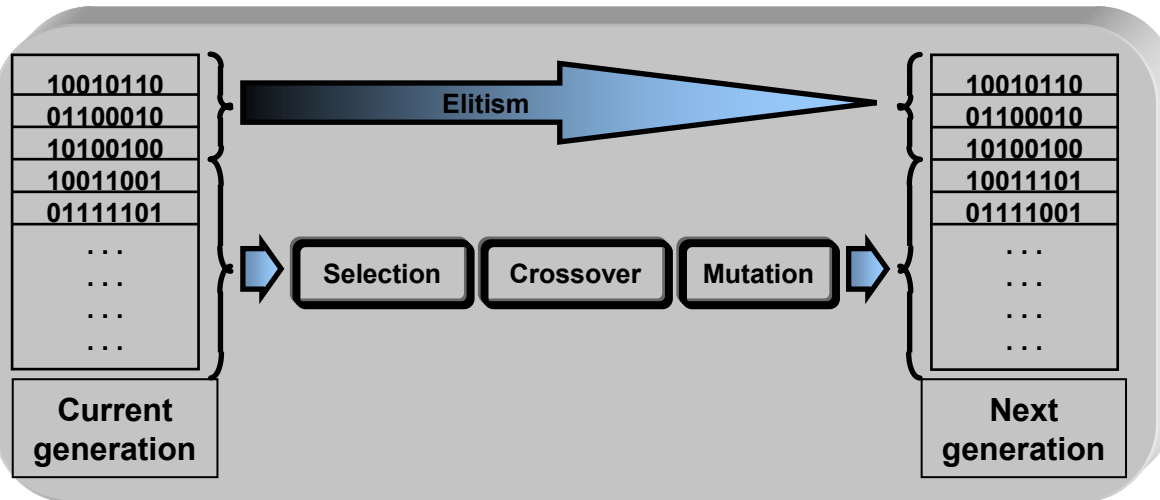 10010110
01100010
10100100
10011001
01111101
. . .
. . .
. . .
. . .
Current
generation
Elitism
Selection
Crossover
Mutation
10010110
01100010
10100100
10011101
01111001
. . .
. . .
. . .
. . .
Next
generation